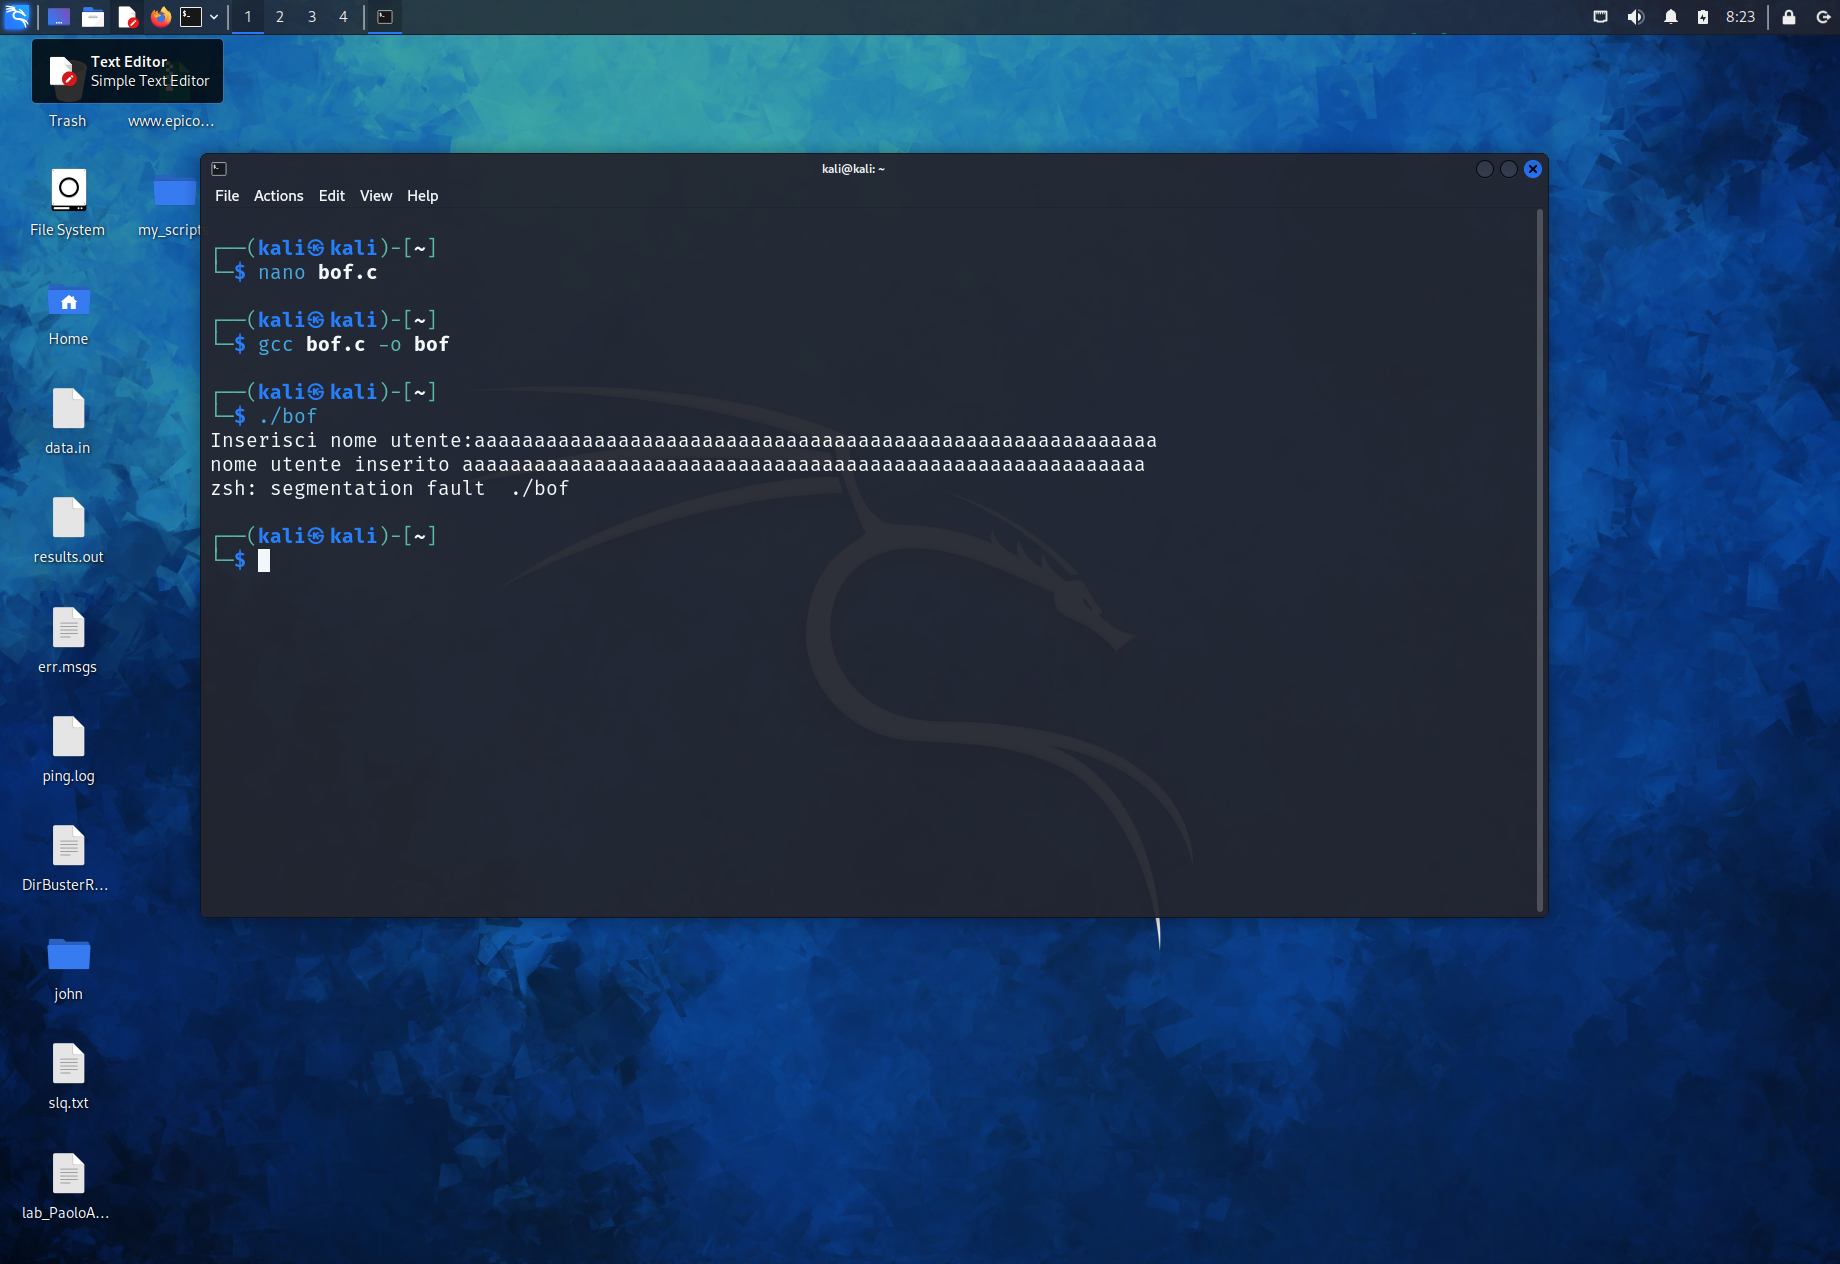 1 2 3 4
8:23
Text Editor
Simple Text Editor
Trash
www.epico...
File System
my_script
Home
data.in
results.out
err.msgs
ping.log
DirBusterR...
john
slq.txt
lab_PaoloA...
kali@kali: ~
File Actions Edit View Help
┌──(kali㉿kali)-[~]
└─$ nano bof.c
┌──(kali㉿kali)-[~]
└─$ gcc bof.c -o bof
┌──(kali㉿kali)-[~]
└─$ ./bof
Inserisci nome utente:aaaaaaaaaaaaaaaaaaaaaaaaaaaaaaaaaaaaaaaaaaaaaaaaaaaaaaaaa
nome utente inserito aaaaaaaaaaaaaaaaaaaaaaaaaaaaaaaaaaaaaaaaaaaaaaaaaaaaaaaaa
zsh: segmentation fault  ./bof
┌──(kali㉿kali)-[~]
└─$